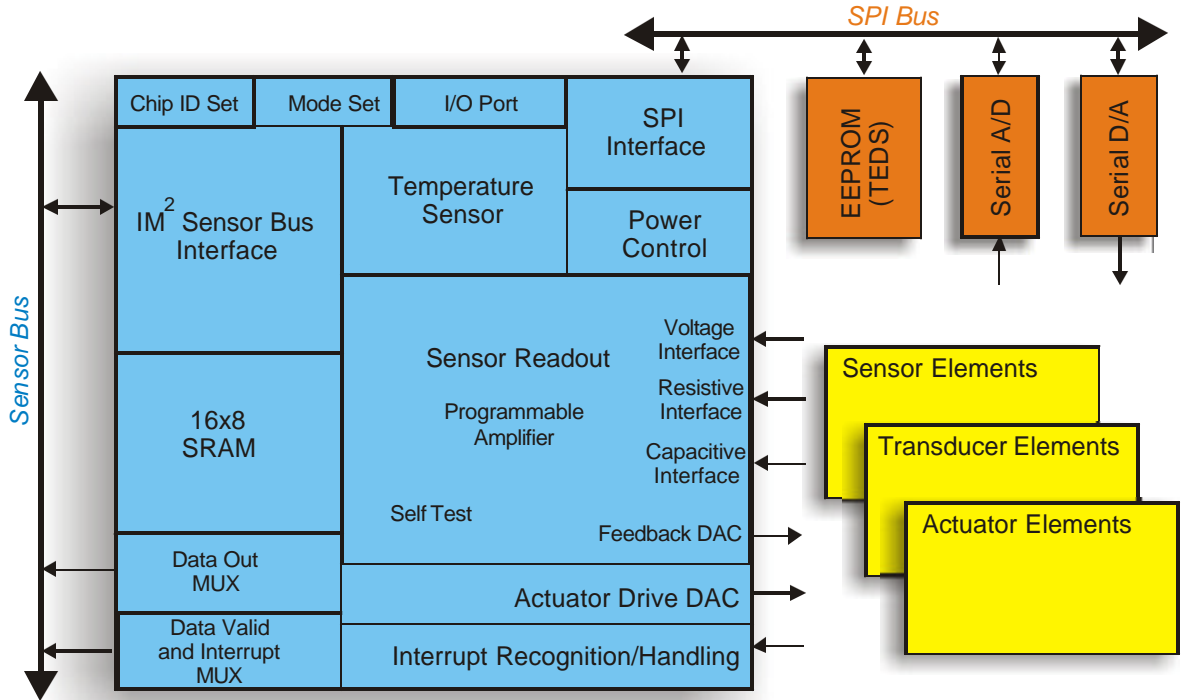 SPI Bus
Chip ID Set
Mode Set
I/O Port
SPI
Interface
EEPROM
(TEDS)
Serial A/D
Serial D/A
IM2 Sensor Bus
Interface
Temperature
Sensor
Power
Control
Sensor Bus
Sensor Readout
Voltage
Interface
Resistive
Interface
Programmable
Amplifier
Capacitive
Interface
16x8
SRAM
Self Test
Feedback DAC
Sensor Elements
Transducer Elements
Actuator Elements
Data Out
MUX
Actuator Drive DAC
Data Valid
and Interrupt
MUX
Interrupt Recognition/Handling